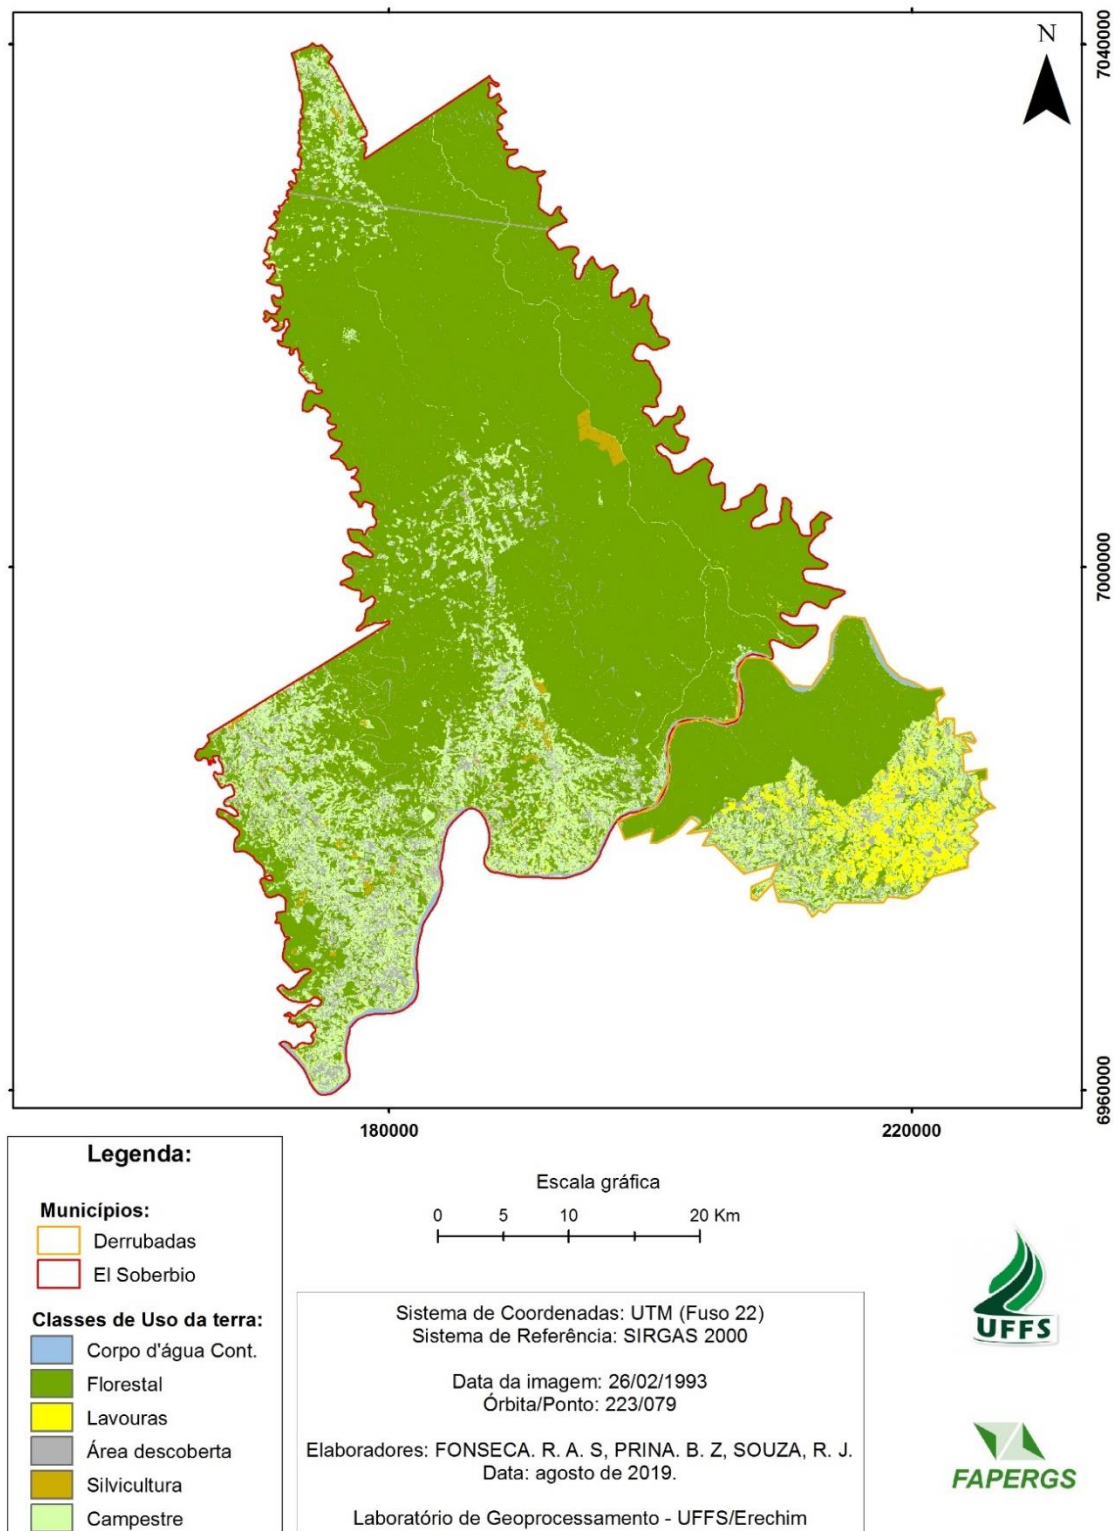 N
7040000
7000000
6960000
180000
220000
Legenda:
Municípios:
Derrubadas
El Soberbio
Classes de Uso da terra:
Corpo d'água Cont.
Florestal
Lavouras
Área descoberta
Silvicultura
Campestre
Escala gráfica
0 5 10 20 Km
Sistema de Coordenadas: UTM (Fuso 22)
Sistema de Referência: SIRGAS 2000
Data da imagem: 26/02/1993
Órbita/Ponto: 223/079
Elaboradores: FONSECA. R. A. S, PRINA. B. Z, SOUZA, R. J.
Data: agosto de 2019.
Laboratório de Geoprocessamento - UFFS/Erechim
UFFS
FAPERGS